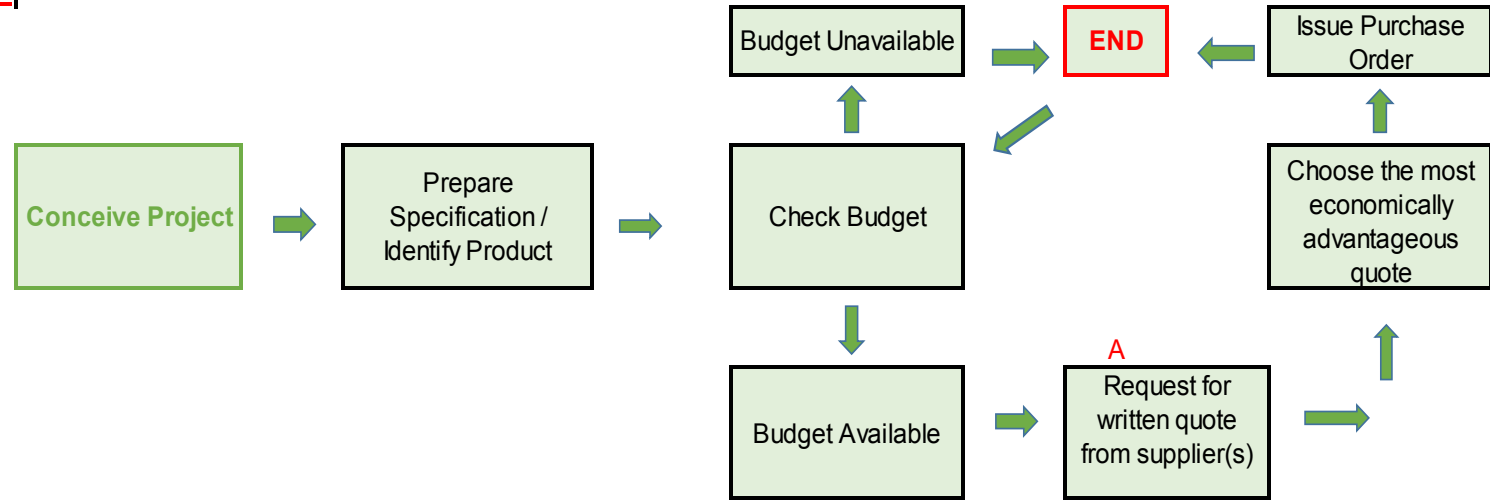 Budget Unavailable
END
Issue Purchase
Order
Conceive Project
Prepare
Specification /
Identify Product
Check Budget
Choose the most
economically
advantageous
quote
Budget Available
A
Request for
written quote
from supplier(s)